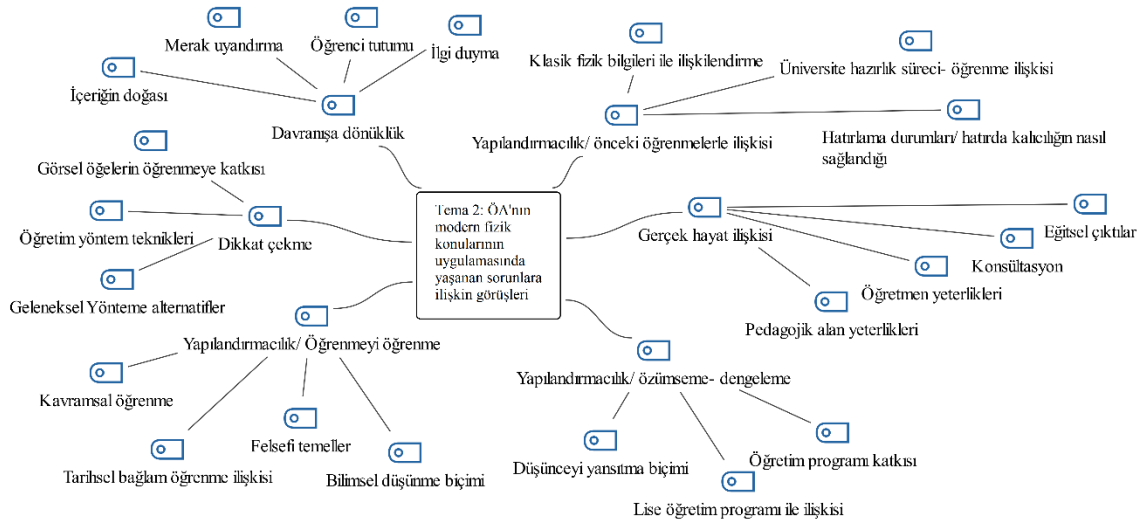 Merak uyandırma
Öğrenci tutumu
İlgi duyma
İçeriğin doğası
Davranışa dönüklük
Klasik fizik bilgileri ile ilişkilendirme
Üniversite hazırlık süreci- öğrenme ilişkisi
Yapılandırmacılık/ önceki öğrenmelerle ilişkisi
Hatırlama durumları/ hatırda kalıcılığın nasıl
sağlandığı
Görsel öğelerin öğrenmeye katkısı
Öğretim yöntem teknikleri
Dikkat çekme
Geleneksel Yönteme alternatifler
Tema 2: ÖA'nın
modern fizik
konularının
uygulamasında
yaşanan sorunlara
ilişkin görüşleri
Gerçek hayat ilişkisi
Eğitsel çıktılar
Konsültasyon
Öğretmen yeterlikleri
Pedagojik alan yeterlikleri
Yapılandırmacılık/ Öğrenmeyi öğrenme
Kavramsal öğrenme
Tarihsel bağlam öğrenme ilişkisi
Felsefi temeller
Bilimsel düşünme biçimi
Yapılandırmacılık/ özümseme- dengeleme
Düşünceyi yansıtma biçimi
Öğretim programı katkısı
Lise öğretim programı ile ilişkisi